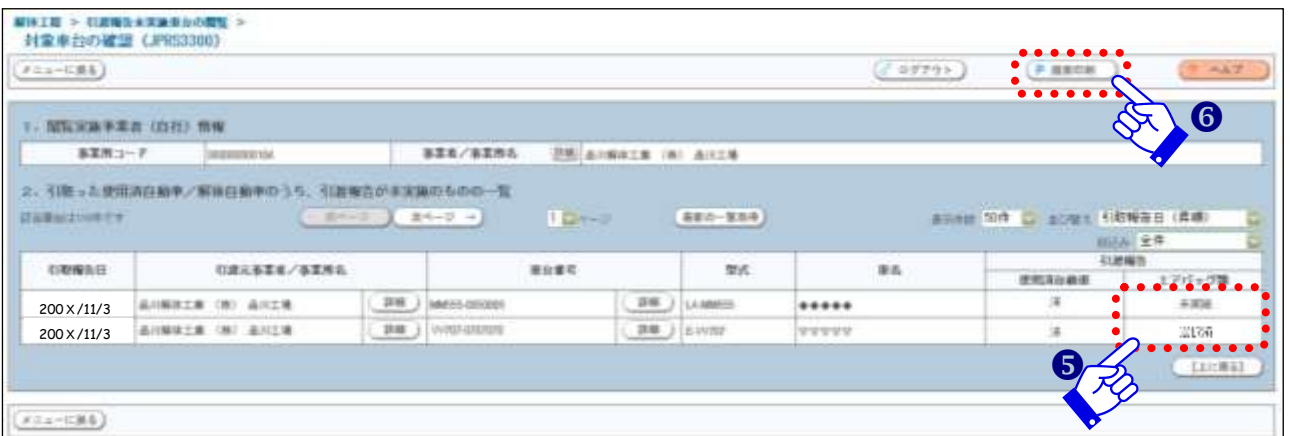 解体工程 > 引渡報告未実施車台の閲覧 >
対象車台の確認 (JPRS3300)
メニューに戻る
ログアウト
画面印刷
ヘルプ
6
1. 閲覧実施事業者（自社）情報
事業所コード
事業者／事業所名
詳細 品川解体工業（株） 品川工場
2. 引取った使用済自動車／解体自動車のうち、引渡報告が未実施のものの一覧
前ページ
次ページ →
1 ページ
最新の一覧取得
表示件数 50件
並び替え 引取報告日（昇順）
絞込み 全件
引取報告日
引渡元事業者／事業所名
車台番号
型式
車名
引渡報告
エアバッグ類
200X/11/3 品川解体工業（株） 品川工場 詳細 詳細 LA-MM555 ◆◆◆◆◆ 済 未実施
200X/11/3 品川解体工業（株） 品川工場 詳細 詳細 E-VV707 ▽▽▽▽▽ 済
5
[上に戻る]
メニューに戻る